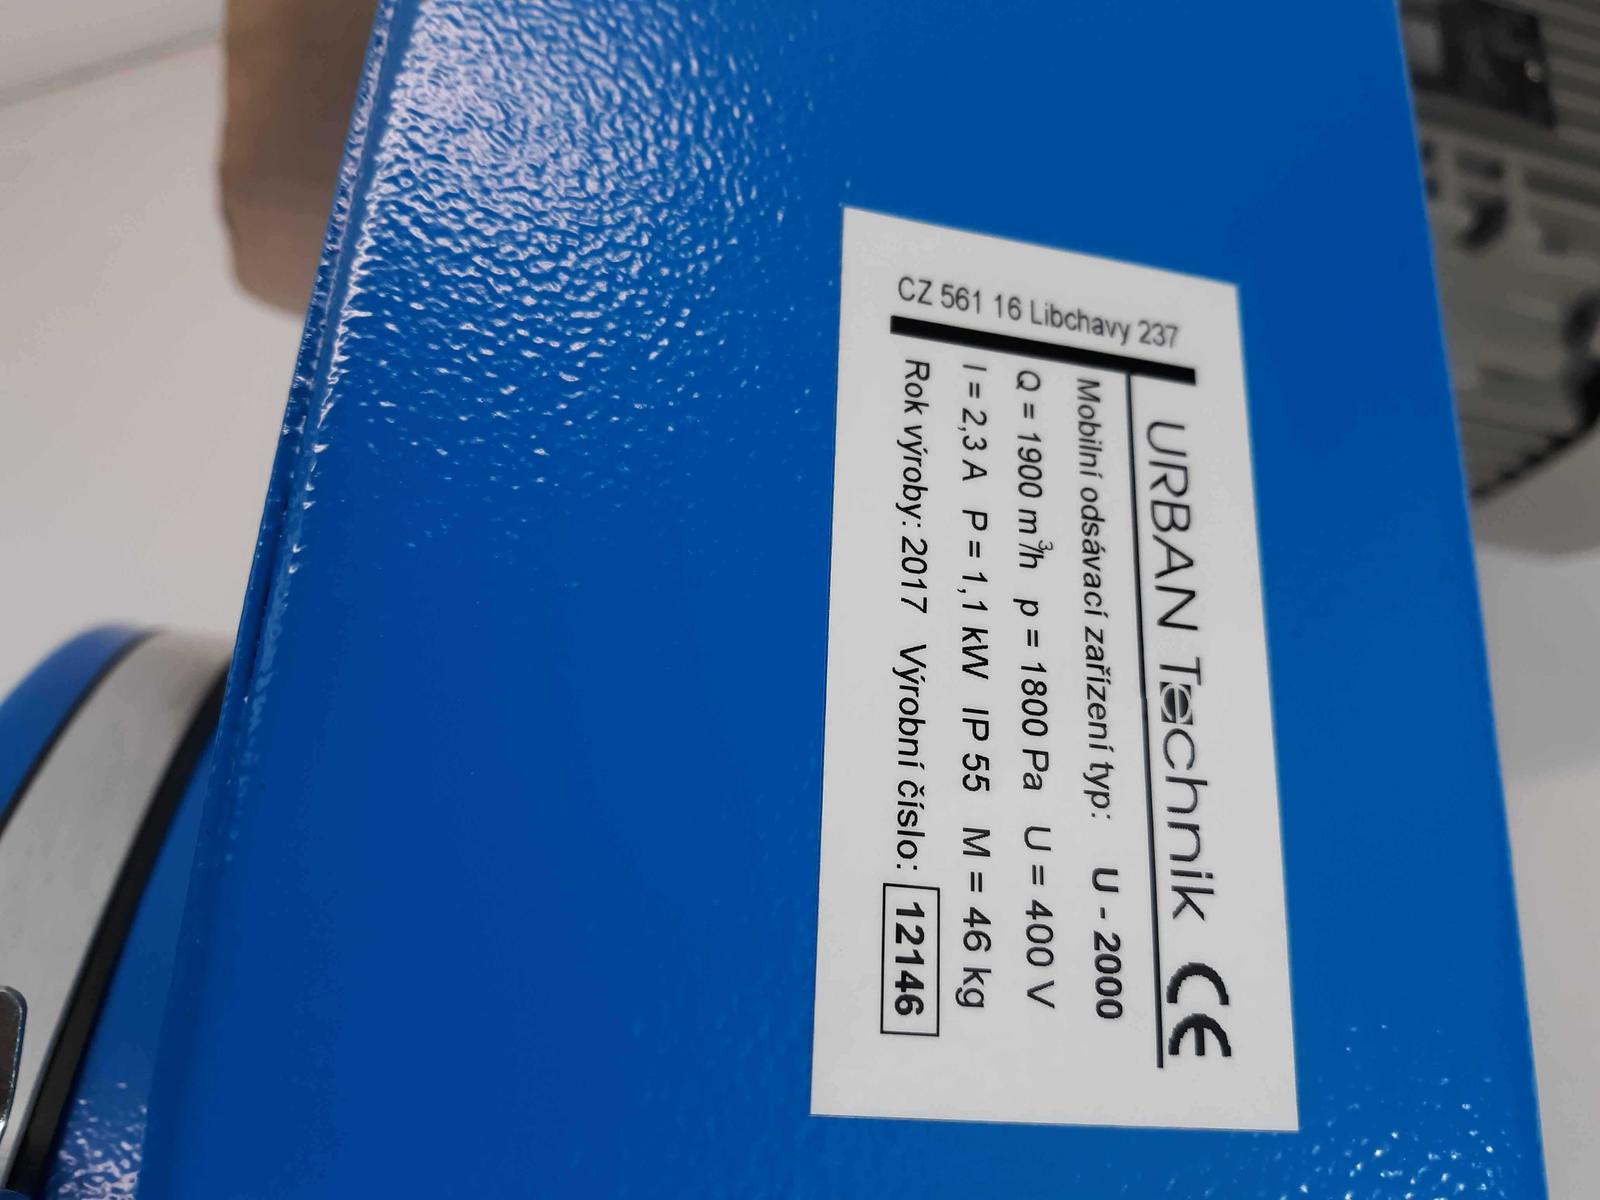 CZ 561 16 Libchavy 237
URBAN Technik CE
Mobilní odsávací zařízení typ: U - 2000
Q = 1900 m³/h p = 1800 Pa U = 400 V
I = 2,3 A P = 1,1 kW IP 55 M = 46 kg
Rok výroby: 2017 Výrobní číslo: 12146